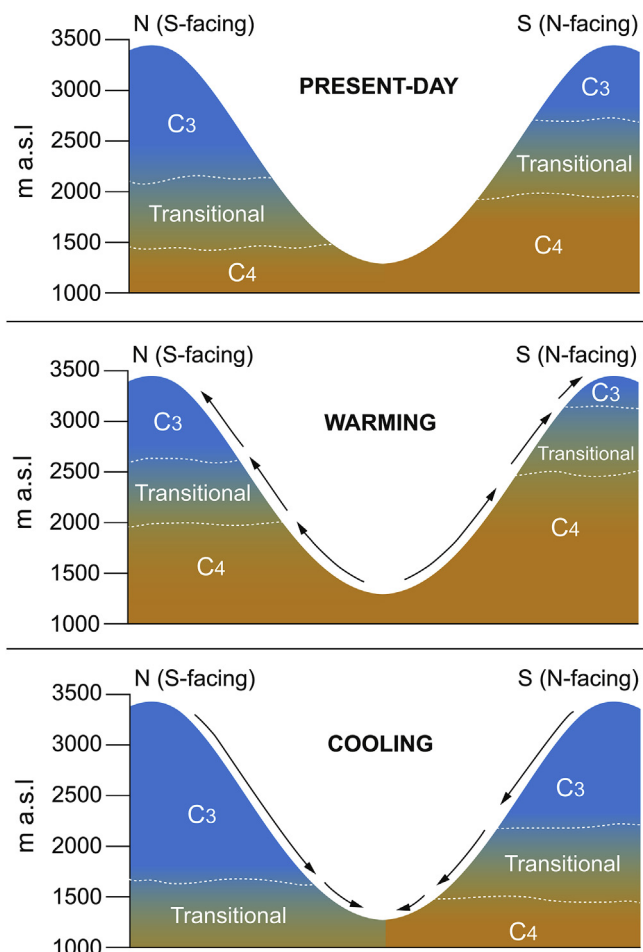 N (S-facing)
S (N-facing)
3500
3000
2500
2000
1500
1000
m a.s.l
PRESENT-DAY
C3
Transitional
C4
C3
Transitional
C4
N (S-facing)
S (N-facing)
3500
3000
2500
2000
1500
1000
m a.s.l
WARMING
C3
Transitional
C4
C3
Transitional
C4
N (S-facing)
S (N-facing)
3500
3000
2500
2000
1500
1000
m a.s.l
COOLING
C3
Transitional
C3
Transitional
C4